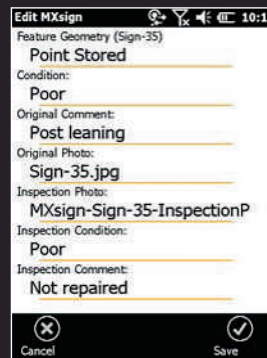 Edit MXsign 10:1
Feature Geometry (Sign-35)
Point Stored
Condition:
Poor
Original Comment:
Post leaning
Original Photo:
Sign-35.jpg
Inspection Photo:
MXsign-Sign-35-InspectionP
Inspection Condition:
Poor
Inspection Comment:
Not repaired
Cancel Save